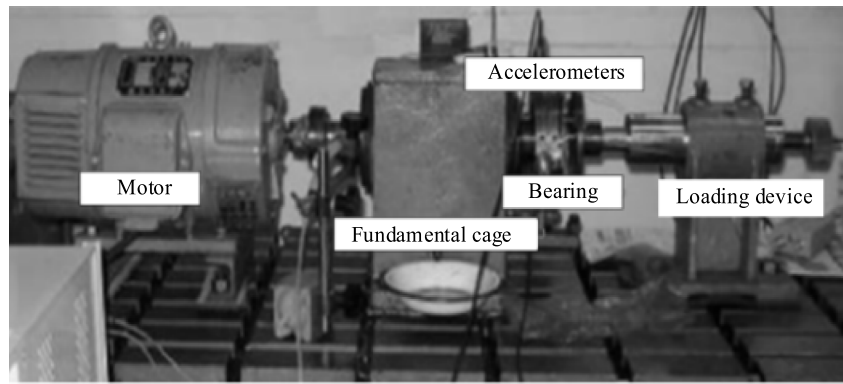 Accelerometers
Motor
Bearing
Loading device
Fundamental cage